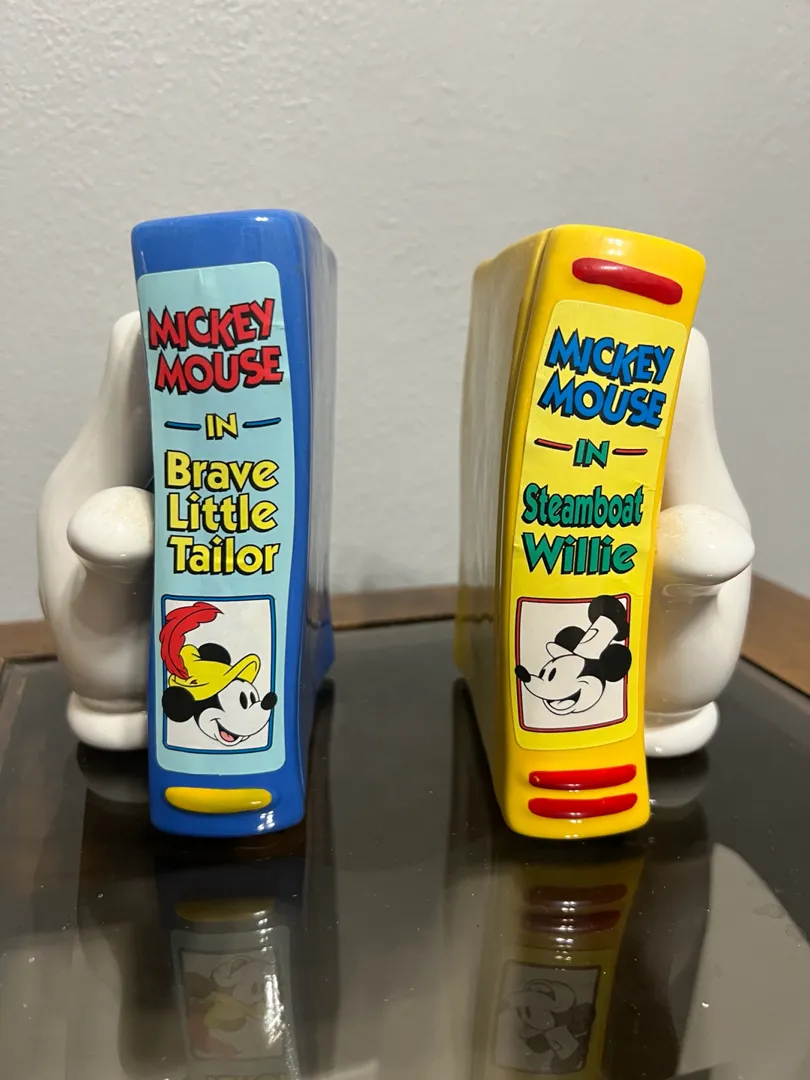 MICKEY
MOUSE
IN
Brave
Little
Tailor
MICKEY
MOUSE
IN
Steamboat
Willie